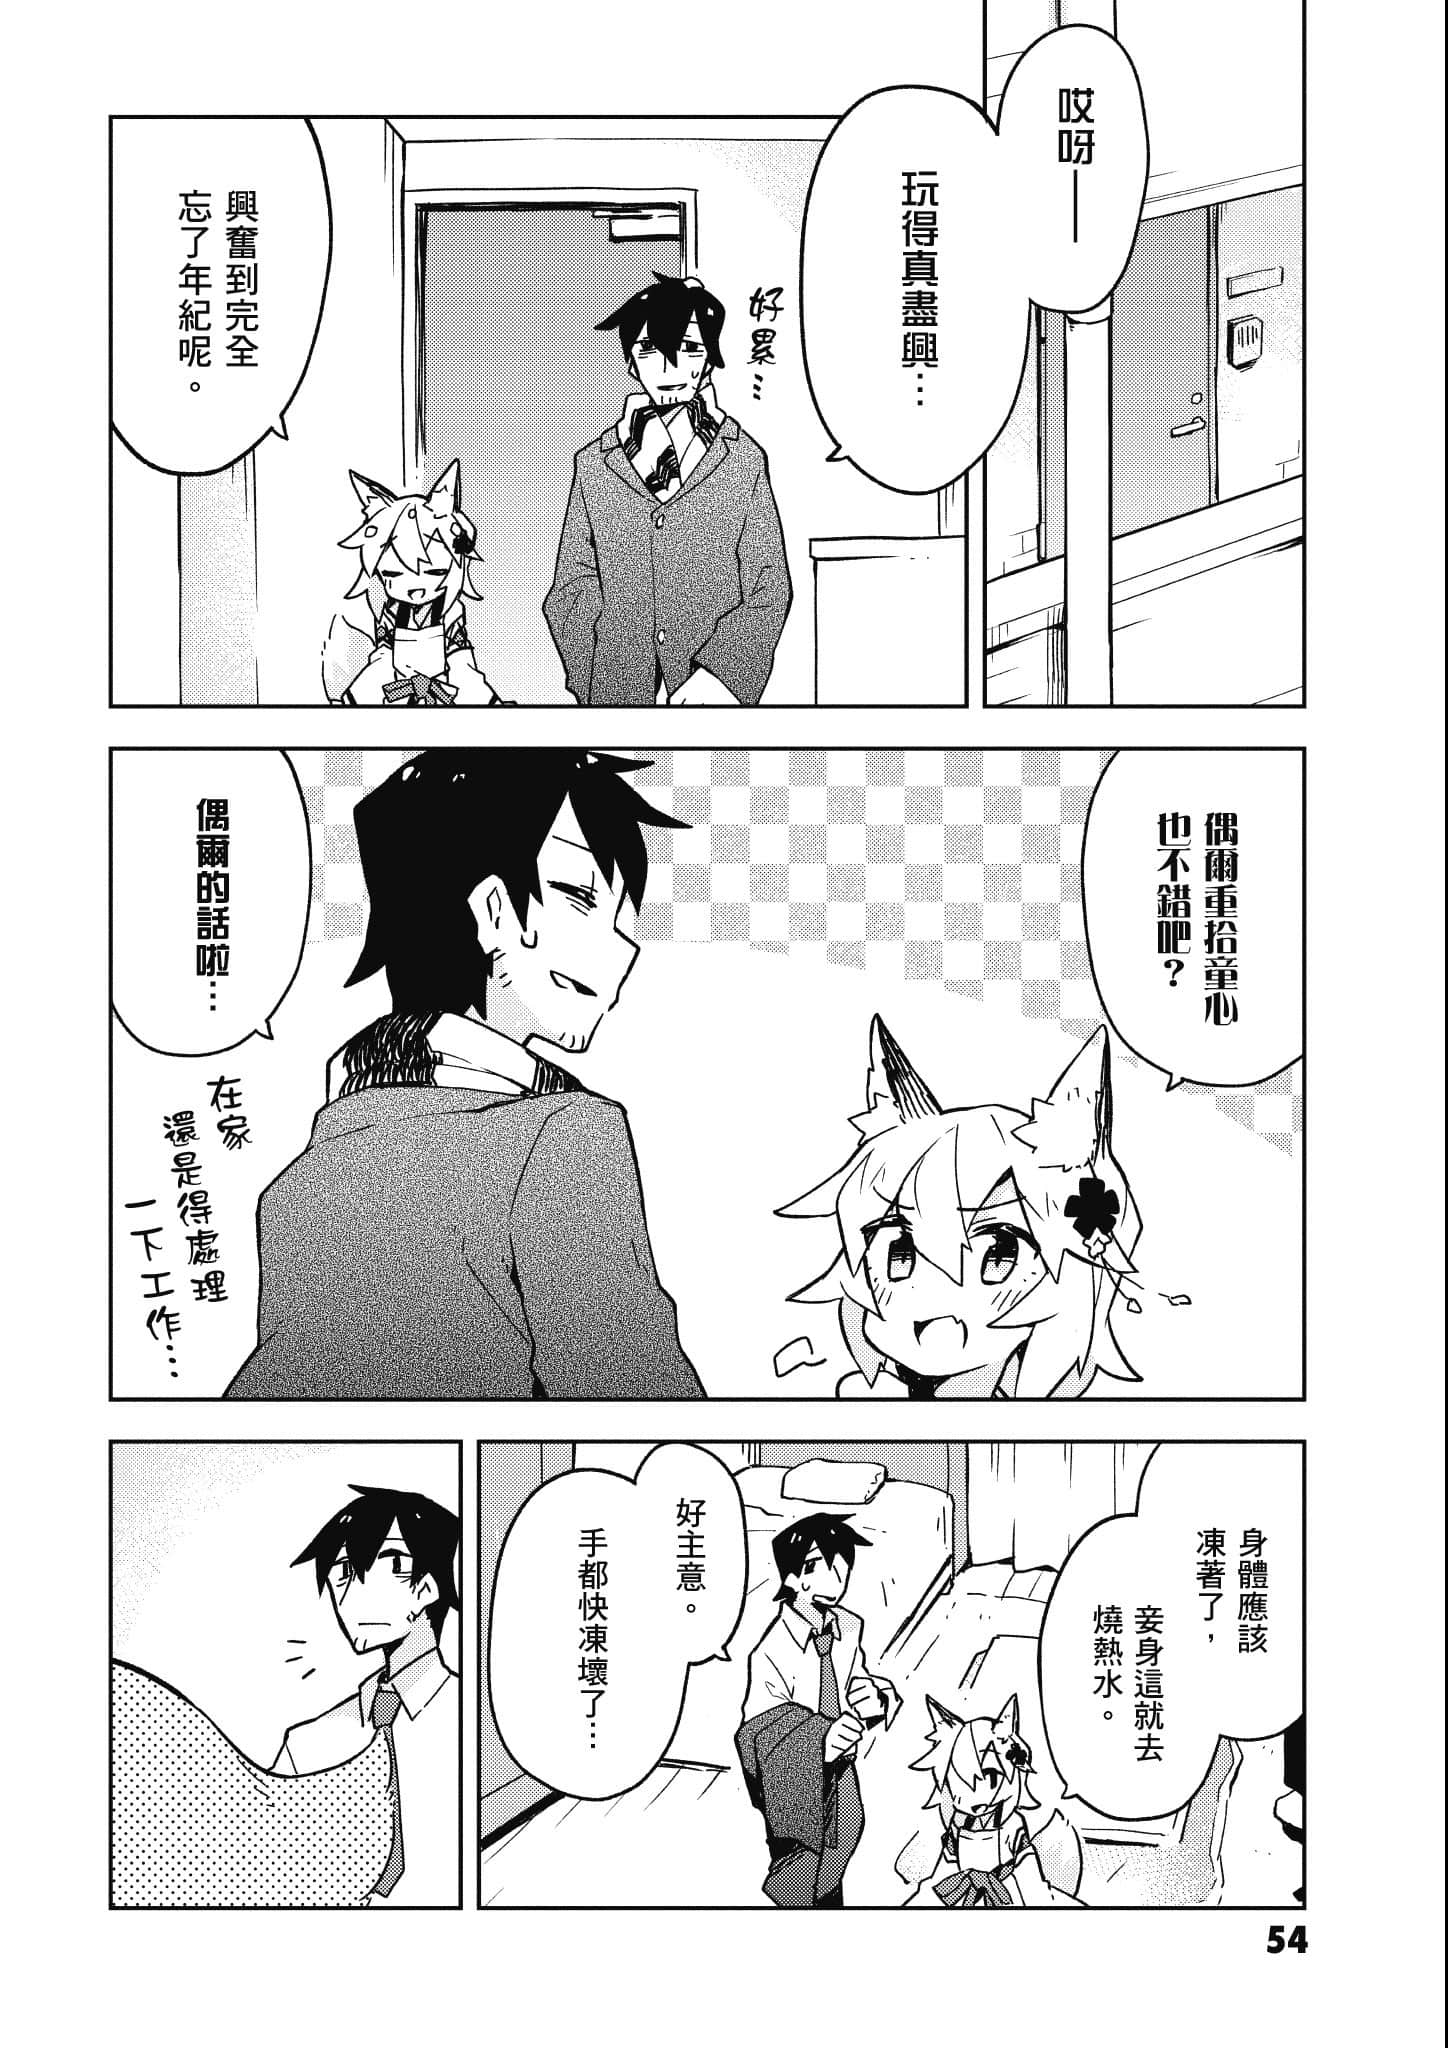 哎呀——
玩得真盡興…
好累…
興奮到完全
忘了年紀呢。
偶爾重拾童心
也不錯吧？
偶爾的話啦…
在家
還是得處理
一下工作…
身體應該
凍著了，
妾身這就去
燒熱水。
好主意。
手都快凍壞了…
54